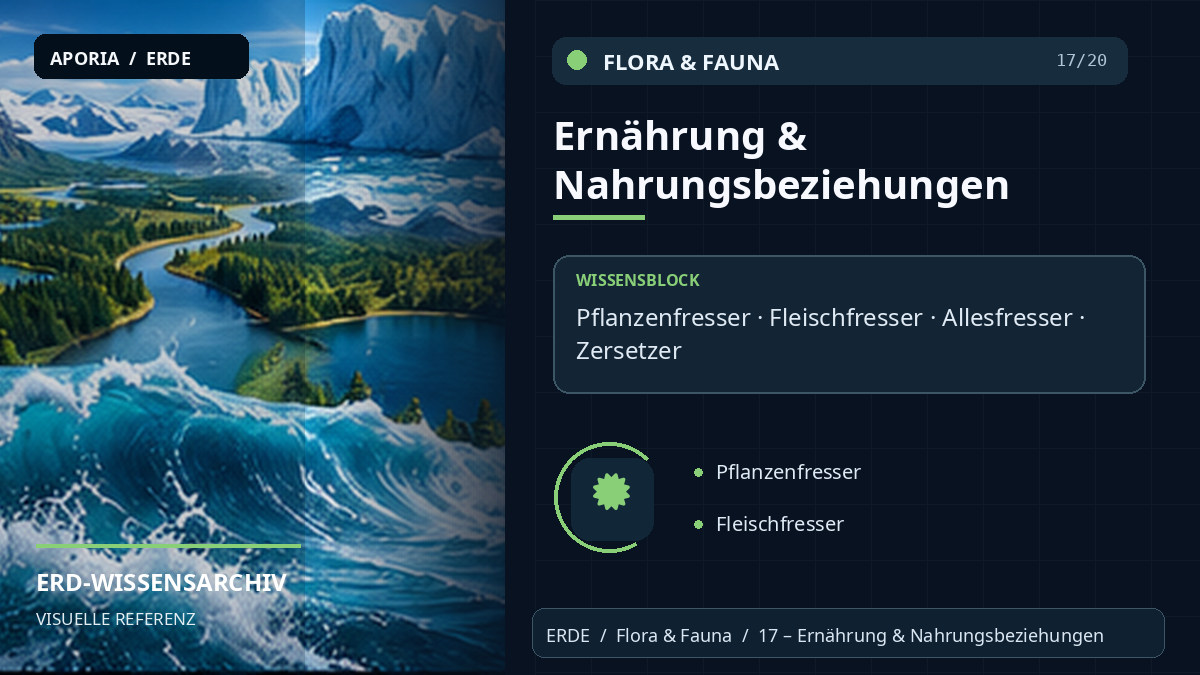 APORIA / ERDE
ERD-WISSENSARCHIV
VISUELLE REFERENZ
FLORA & FAUNA
17/20
Ernährung &
Nahrungsbeziehungen
WISSENSBLOCK
Pflanzenfresser · Fleischfresser · Allesfresser ·
Zersetzer
Pflanzenfresser
Fleischfresser
ERDE / Flora & Fauna / 17 – Ernährung & Nahrungsbeziehungen